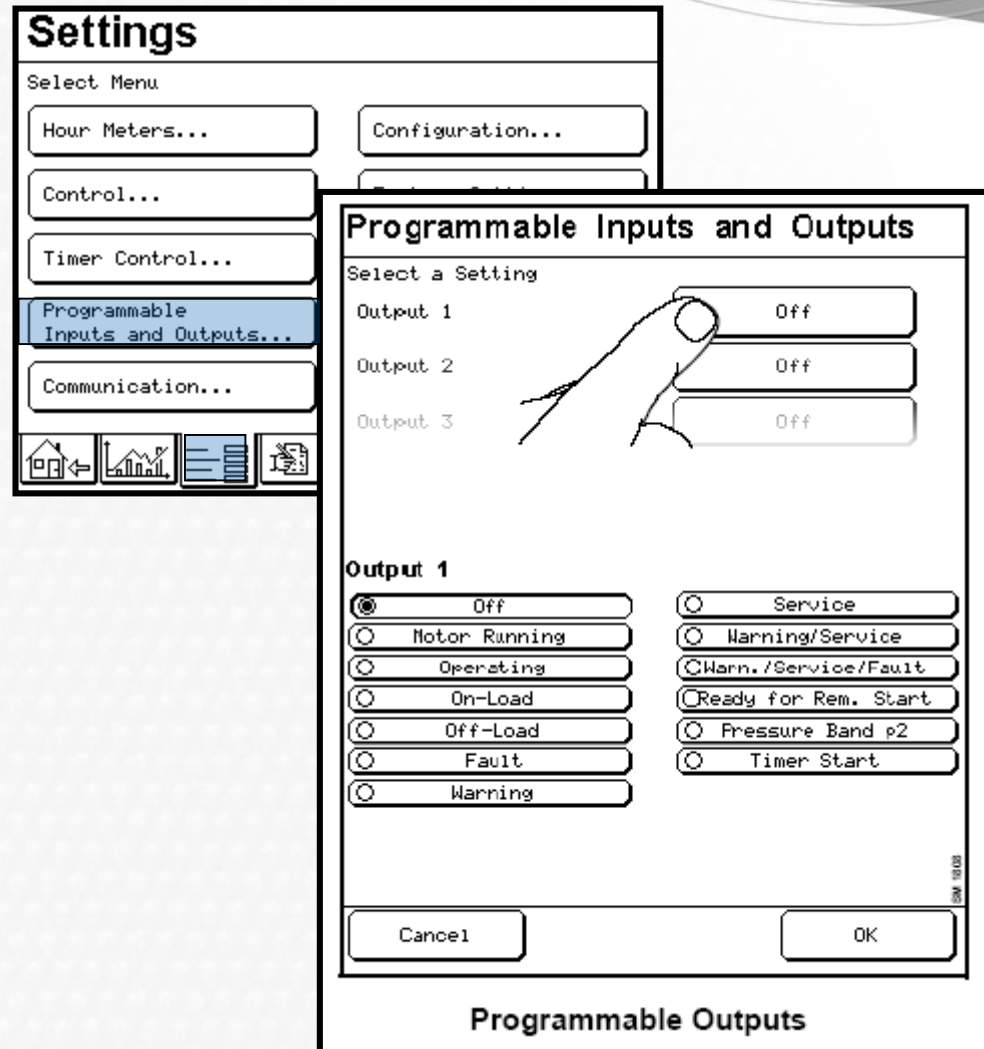 Settings
Select Menu
Hour Meters...
Configuration...
Control...
Timer Control...
Programmable
Inputs and Outputs...
Communication...
Programmable Inputs and Outputs
Select a Setting
Output 1
Off
Output 2
Off
Output 3
Off
Output 1
Off
Service
Motor Running
Warning/Service
Operating
Warn./Service/Fault
On-Load
Ready for Rem. Start
Off-Load
Pressure Band p2
Fault
Timer Start
Warning
SM 1808
Cancel
OK
Programmable Outputs